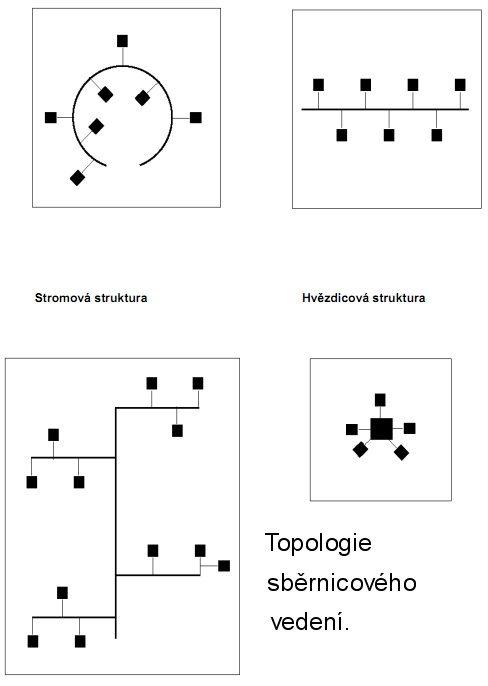 Stromová struktura
Hvězdicová struktura
Topologie
sběrnicového
vedení.